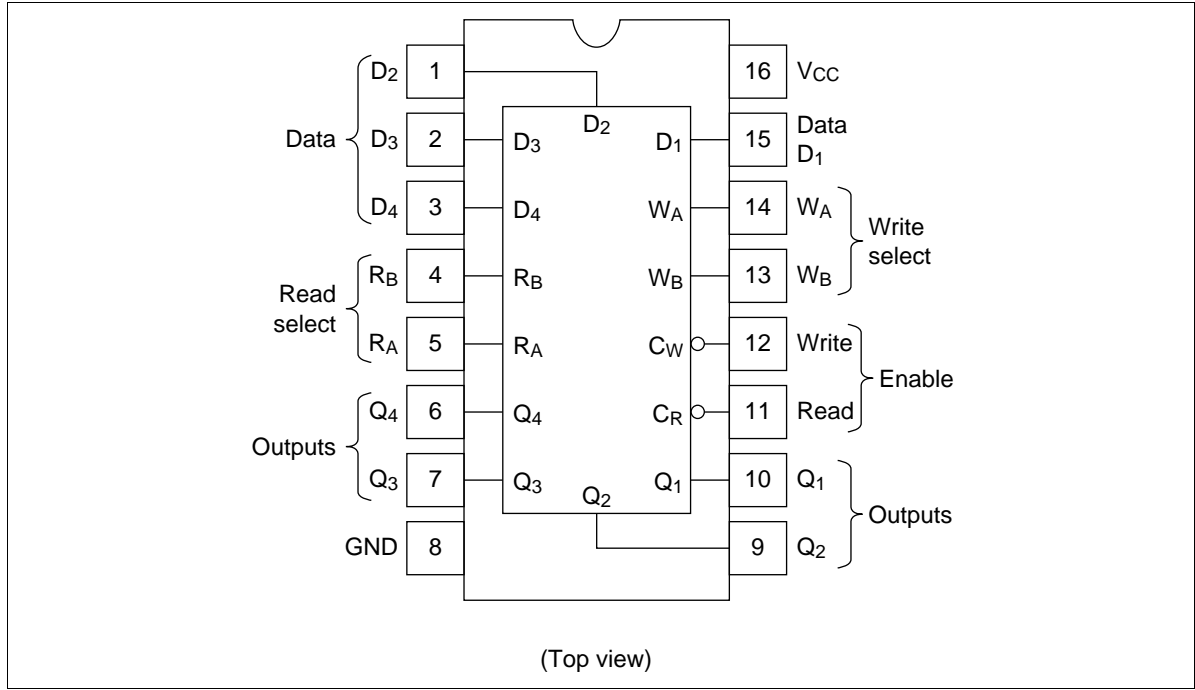 D2 1 16 VCC
D2
Data D3 2 D3 D1 15 Data
D1
D4 3 D4 WA 14 WA
Write
select
RB 4 RB WB 13 WB
Read
select
RA 5 RA CW 12 Write
Enable
Q4 6 Q4 CR 11 Read
Outputs
Q3 7 Q3 Q2 Q1 10 Q1
Outputs
GND 8 9 Q2
(Top view)